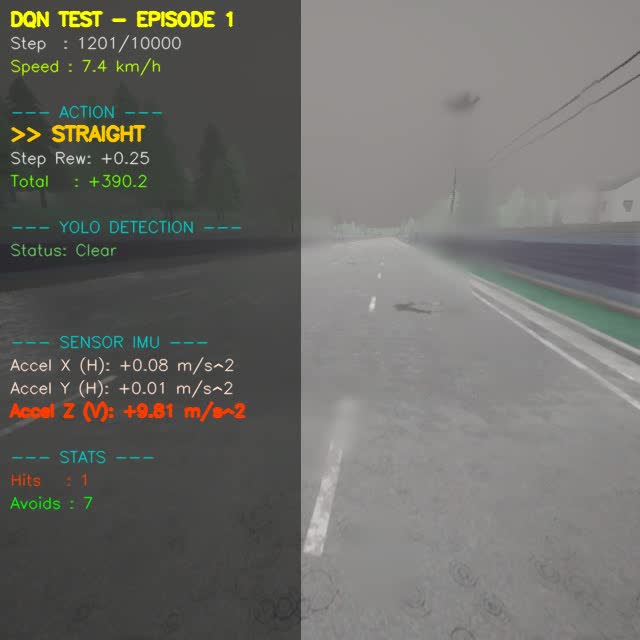 DQN TEST — EPISODE 1
Step : 1201/10000
Speed : 7.4 km/h
--- ACTION ---
>> STRAIGHT
Step Rew: +0.25
Total : +390.2
--- YOLO DETECTION ---
Status: Clear
--- SENSOR IMU ---
Accel X (H): +0.08 m/s^2
Accel Y (H): +0.01 m/s^2
Accel Z (V): +9.81 m/s^2
--- STATS ---
Hits : 1
Avoids : 7